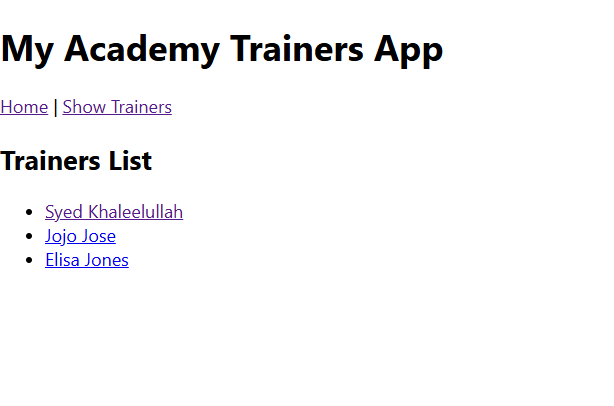 My Academy Trainers App
Home | Show Trainers
Trainers List
Syed Khaleelullah
Jojo Jose
Elisa Jones